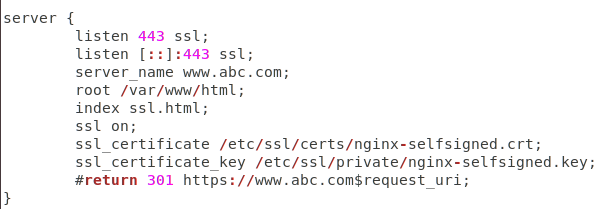 server {
listen 443 ssl;
listen [::]:443 ssl;
server_name www.abc.com;
root /var/www/html;
index ssl.html;
ssl on;
ssl_certificate /etc/ssl/certs/nginx-selfsigned.crt;
ssl_certificate_key /etc/ssl/private/nginx-selfsigned.key;
#return 301 https://www.abc.com$request_uri;
}